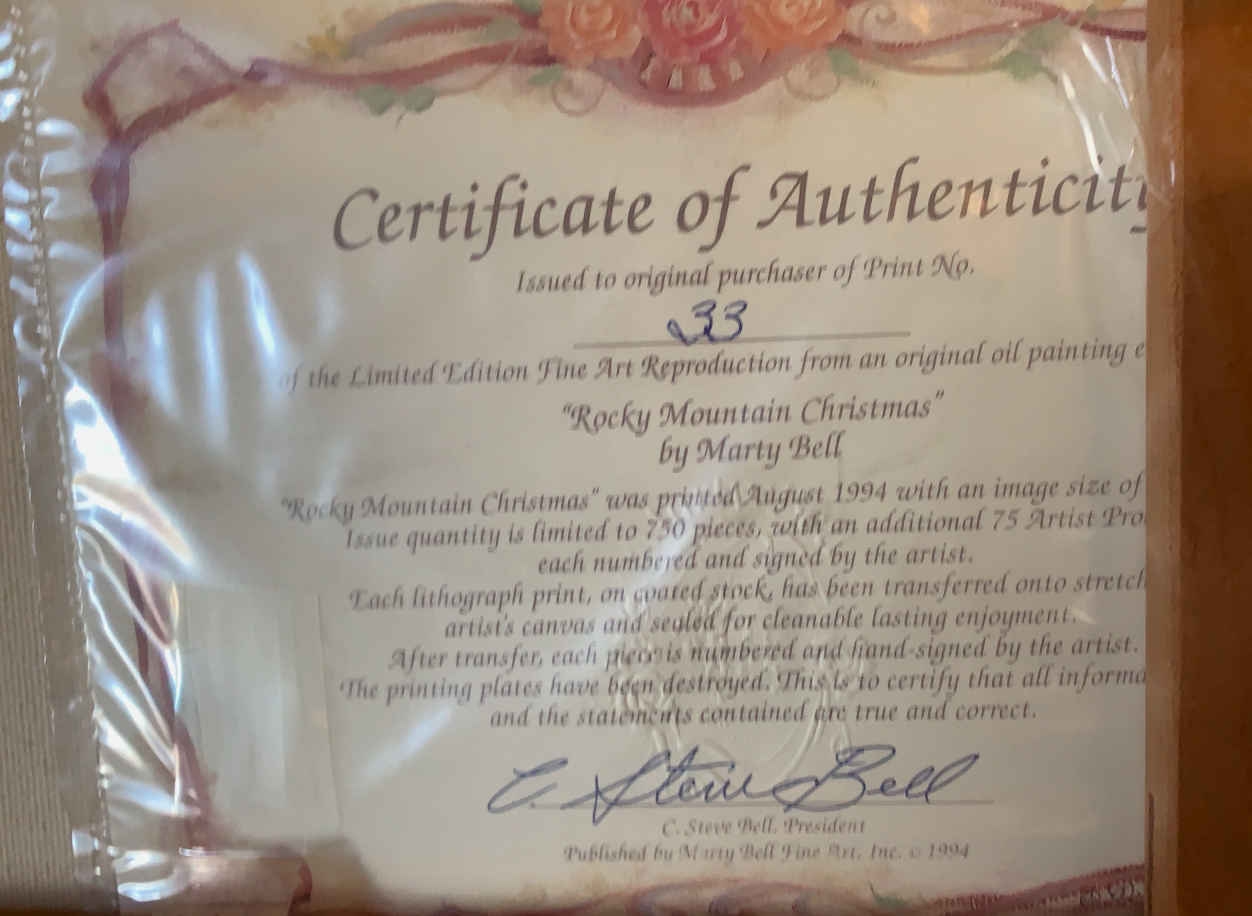 Certificate of Authenticity
Issued to original purchaser of Print No.
233
of the Limited Edition Fine Art Reproduction from an original oil painting e
"Rocky Mountain Christmas"
by Marty Bell
"Rocky Mountain Christmas" was printed August 1994 with an image size of
Issue quantity is limited to 750 pieces, with an additional 75 Artist Pro
each numbered and signed by the artist.
Each lithograph print, on coated stock, has been transferred onto stretch
artist's canvas and sealed for cleanable lasting enjoyment.
After transfer, each piece is numbered and hand-signed by the artist.
The printing plates have been destroyed. This is to certify that all informa
and the statements contained are true and correct.
C. Steve Bell
C. Steve Bell, President
Published by Marty Bell Fine Art, Inc. © 1994